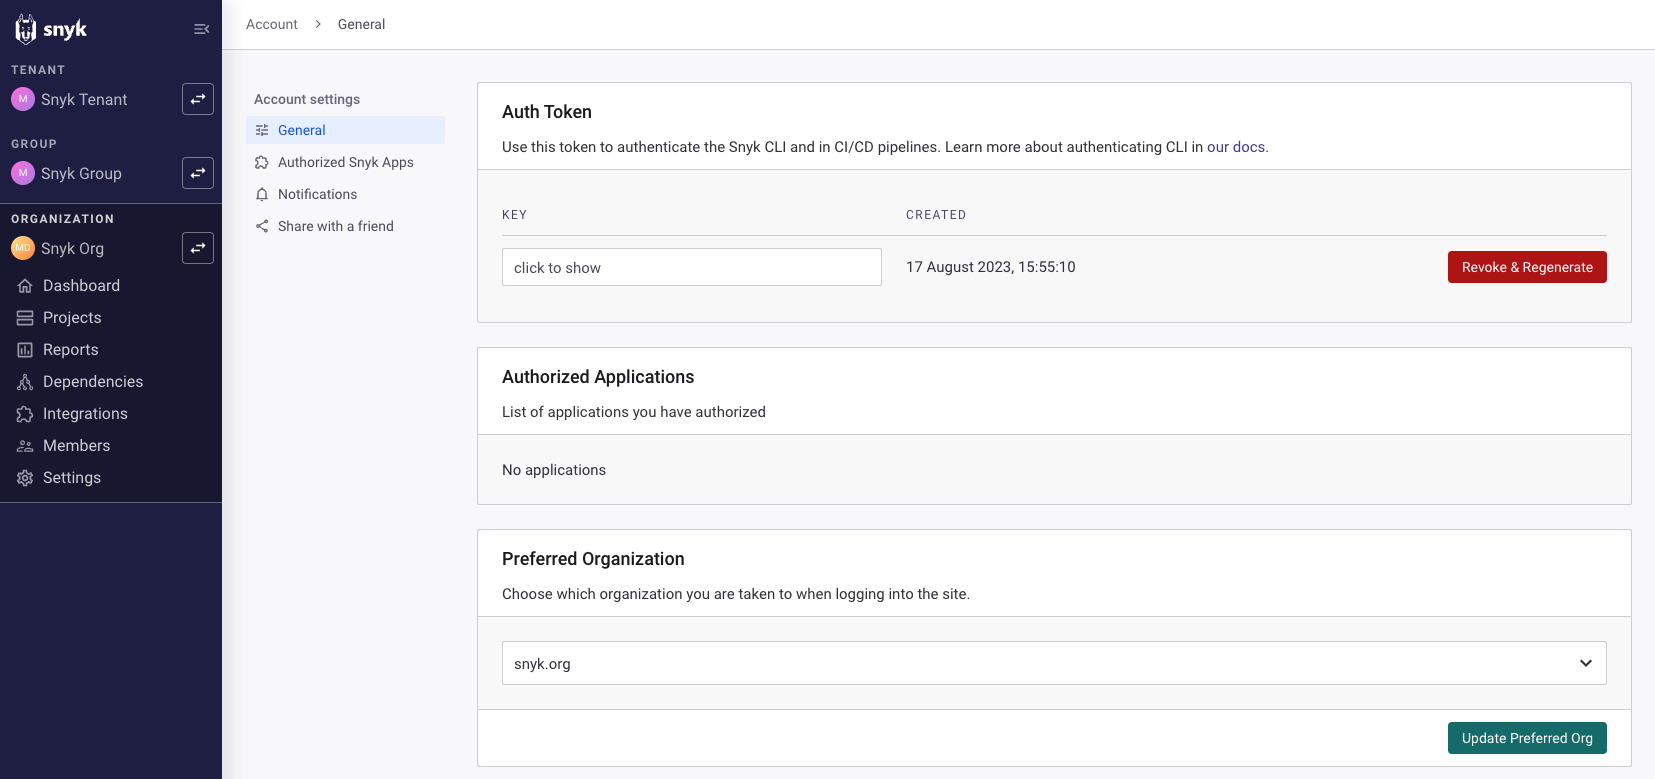 snyk
TENANT
M Snyk Tenant
GROUP
M Snyk Group
ORGANIZATION
MD Snyk Org
Dashboard
Projects
Reports
Dependencies
Integrations
Members
Settings
Account > General
Account settings
General
Authorized Snyk Apps
Notifications
Share with a friend
Auth Token
Use this token to authenticate the Snyk CLI and in CI/CD pipelines. Learn more about authenticating CLI in our docs.
KEY CREATED
click to show 17 August 2023, 15:55:10 Revoke & Regenerate
Authorized Applications
List of applications you have authorized
No applications
Preferred Organization
Choose which organization you are taken to when logging into the site.
snyk.org
Update Preferred Org